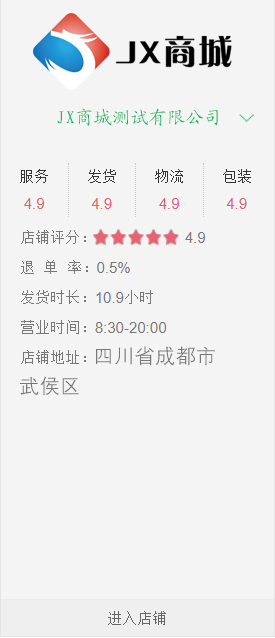 JX商城
JX商城测试有限公司
服务 发货 物流 包装
4.9 4.9 4.9 4.9
店铺评分：4.9
退 单 率：0.5%
发货时长：10.9小时
营业时间：8:30-20:00
店铺地址：四川省成都市
武侯区
进入店铺